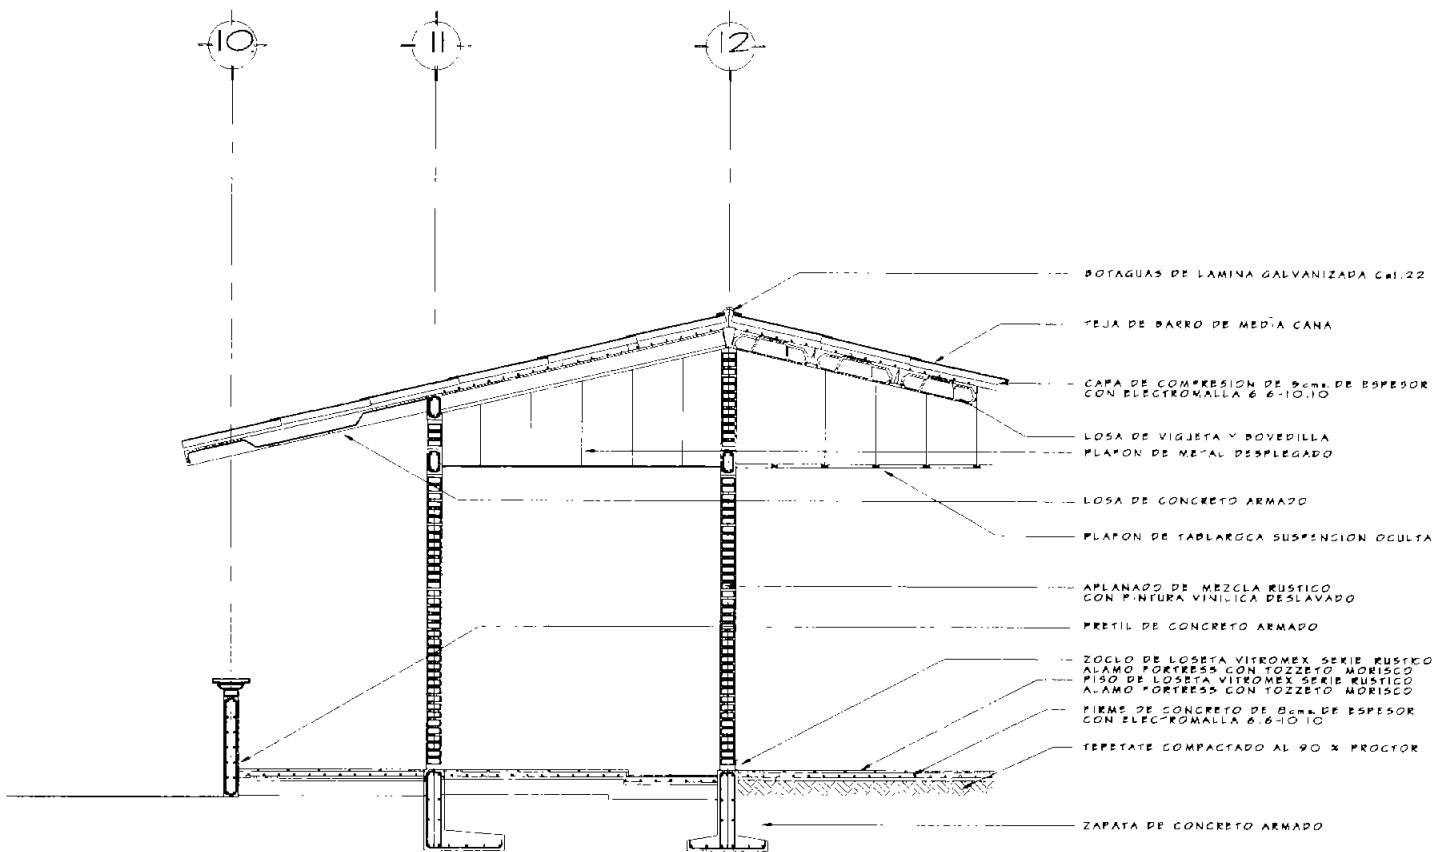 10
11
12
BOTAGUAS DE LAMINA GALVANIZADA Cal.22
TEJA DE BARRO DE MEDIA CANA
CAPA DE COMPRESION DE 5cms. DE ESPESOR
CON ELECTROMALLA 6.6-10.10
LOSA DE VIGUETA Y BOVEDILLA
PLAFON DE METAL DESPLEGADO
LOSA DE CONCRETO ARMADO
PLAFON DE TABLAROCA SUSPENSION OCULTA
APLANADO DE MEZCLA RUSTICO
CON PINTURA VINILICA DESLAVADO
PRETIL DE CONCRETO ARMADO
ZOCLO DE LOSETA VITROMEX SERIE RUSTICO
ALAMO FORTRESS CON TOZZETO MORISCO
PISO DE LOSETA VITROMEX SERIE RUSTICO
ALAMO FORTRESS CON TOZZETO MORISCO
FIRME DE CONCRETO DE 8cms. DE ESPESOR
CON ELECTROMALLA 6.6-10 10
TEPETATE COMPACTADO AL 90 % PROCTOR
ZAPATA DE CONCRETO ARMADO